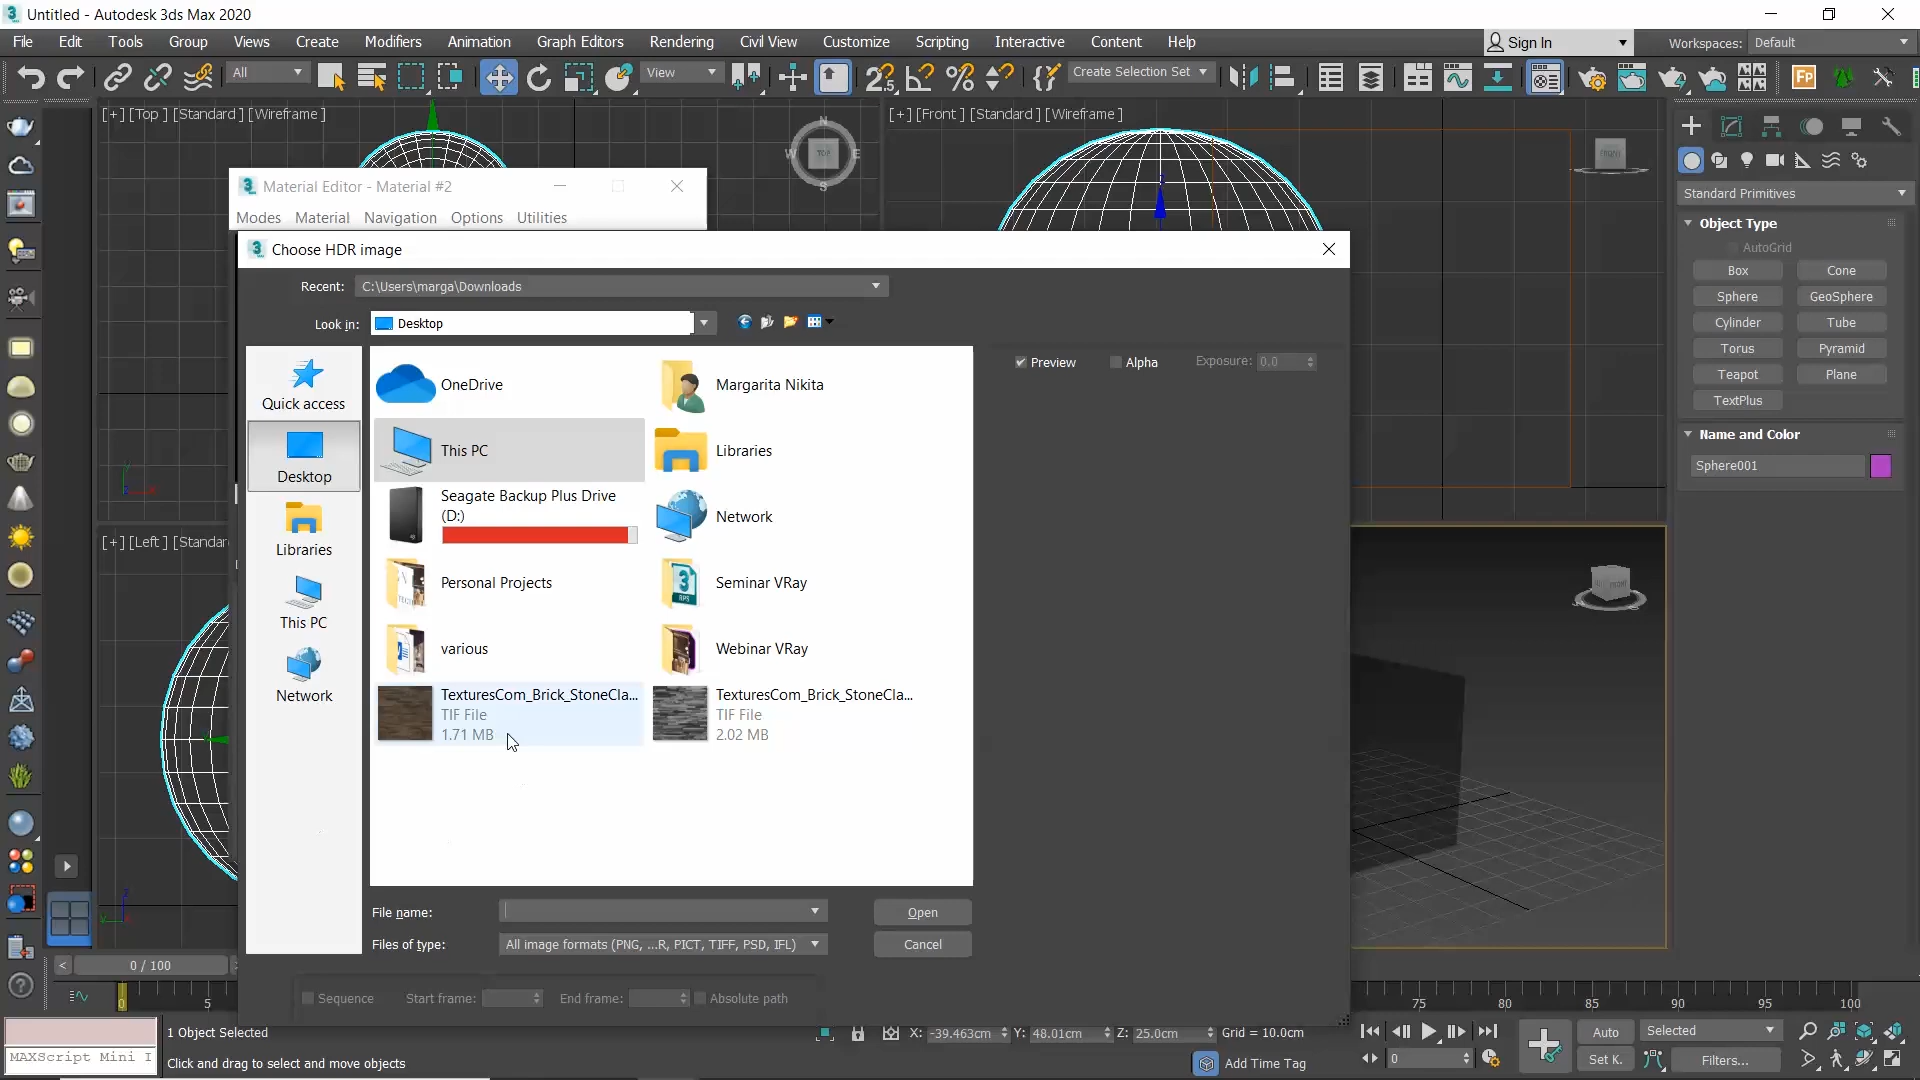 Untitled - Autodesk 3ds Max 2020
File Edit Tools Group Views Create Modifiers Animation Graph Editors Rendering Civil View Customize Scripting Interactive Content Help
Sign In
Workspaces: Default
All
View
Create Selection Set
[+] [Top ] [Standard ] [Wireframe ]
[+] [Front ] [Standard ] [Wireframe ]
N
W TOP E
S
FRONT
Material Editor - Material #2
Modes Material Navigation Options Utilities
Standard Primitives
Object Type
AutoGrid
Box Cone
Sphere GeoSphere
Cylinder Tube
Torus Pyramid
Teapot Plane
TextPlus
Name and Color
Sphere001
Choose HDR image
Recent: C:\Users\marga\Downloads
Look in: Desktop
Quick access
Desktop
Libraries
This PC
Network
OneDrive
Margarita Nikita
This PC
Libraries
Seagate Backup Plus Drive
(D:)
Network
Personal Projects
Seminar VRay
various
Webinar VRay
TexturesCom_Brick_StoneCla...
TIF File
1.71 MB
TexturesCom_Brick_StoneCla...
TIF File
2.02 MB
Preview Alpha Exposure: 0.0
File name:
Open
Files of type: All image formats (PNG, ...R, PICT, TIFF, PSD, IFL)
Cancel
Sequence Start frame: End frame: Absolute path
[+] [Left ] [Standar
0 / 100
0 5 75 80 85 90 95 100
1 Object Selected
Click and drag to select and move objects
MAXScript Mini I
X: -39.463cm Y: 48.01cm Z: 25.0cm Grid = 10.0cm
Add Time Tag
0
Auto
Selected
Set K.
Filters...